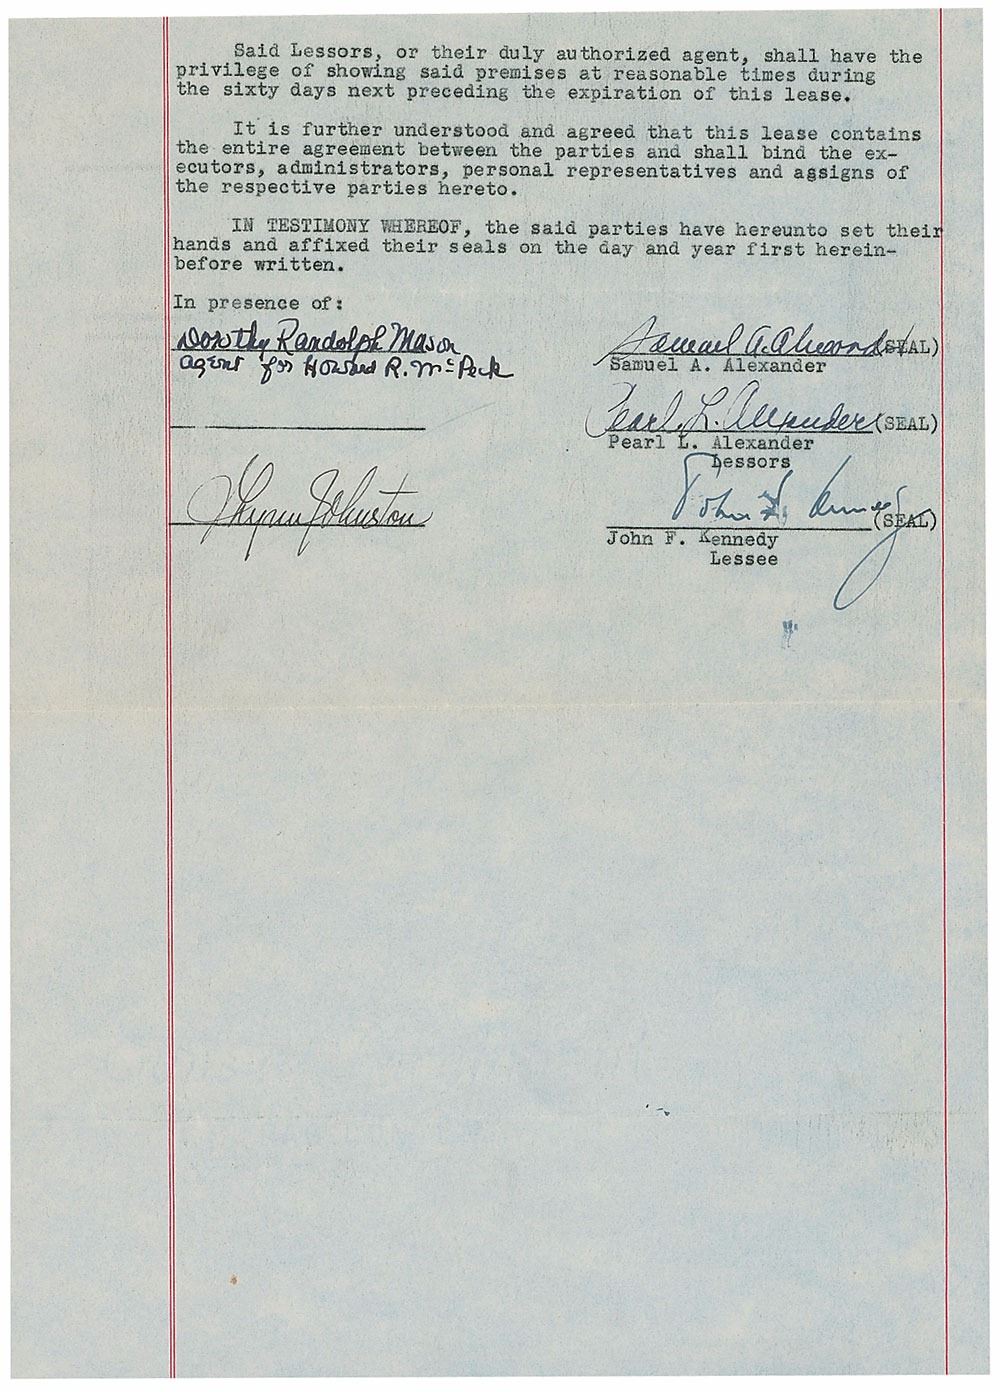 Said Lessors, or their duly authorized agent, shall have the
privilege of showing said premises at reasonable times during
the sixty days next preceding the expiration of this lease.
It is further understood and agreed that this lease contains
the entire agreement between the parties and shall bind the ex-
ecutors, administrators, personal representatives and assigns of
the respective parties hereto.
IN TESTIMONY WHEREOF, the said parties have hereunto set their
hands and affixed their seals on the day and year first herein-
before written.
In presence of:
Dorothy Randolph Mason
agent for Howard R. McPeck
Samuel A. Alexander (SEAL)
Samuel A. Alexander
Pearl L. Alexander (SEAL)
Pearl L. Alexander
Lessors
Johnston
John F. Kennedy (SEAL)
John F. Kennedy
Lessee